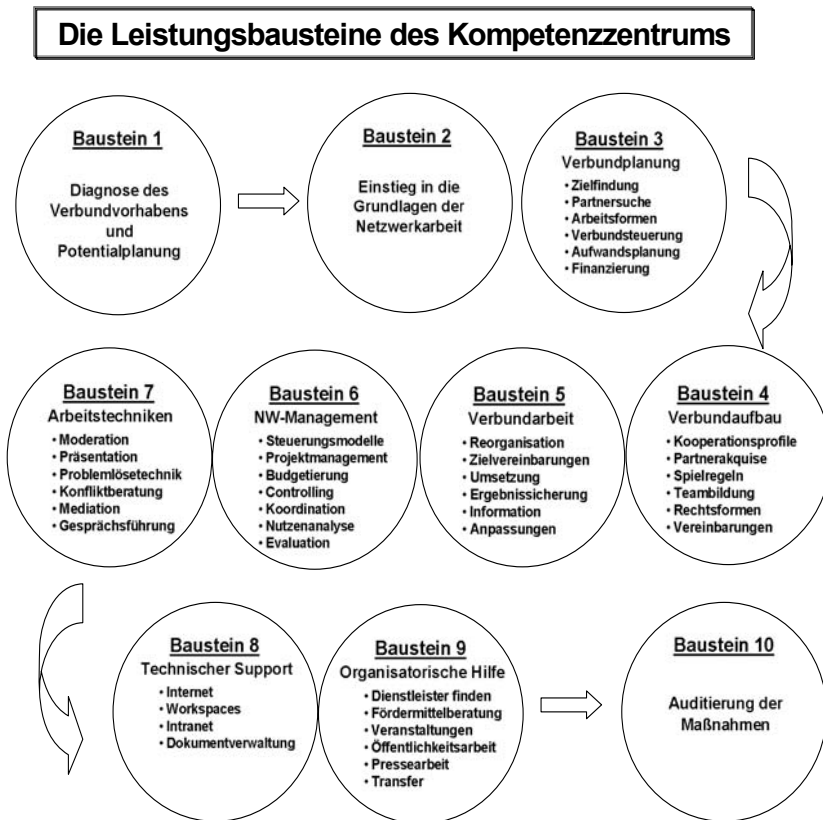 Die Leistungsbausteine des Kompetenzzentrums
Baustein 1
Diagnose des
Verbundvorhabens
und
Potentialplanung
Baustein 2
Einstieg in die
Grundlagen der
Netzwerkarbeit
Baustein 3
Verbundplanung
• Zielfindung
• Partnersuche
• Arbeitsformen
• Verbundsteuerung
• Aufwandsplanung
• Finanzierung
Baustein 4
Verbundaufbau
• Kooperationsprofile
• Partnerakquise
• Spielregeln
• Teambildung
• Rechtsformen
• Vereinbarungen
Baustein 5
Verbundarbeit
• Reorganisation
• Zielvereinbarungen
• Umsetzung
• Ergebnissicherung
• Information
• Anpassungen
Baustein 6
NW-Management
• Steuerungsmodelle
• Projektmanagement
• Budgetierung
• Controlling
• Koordination
• Nutzenanalyse
• Evaluation
Baustein 7
Arbeitstechniken
• Moderation
• Präsentation
• Problemlösetechnik
• Konfliktberatung
• Mediation
• Gesprächsführung
Baustein 8
Technischer Support
• Internet
• Workspaces
• Intranet
• Dokumentverwaltung
Baustein 9
Organisatorische Hilfe
• Dienstleister finden
• Fördermittelberatung
• Veranstaltungen
• Öffentlichkeitsarbeit
• Pressearbeit
• Transfer
Baustein 10
Auditierung der
Maßnahmen